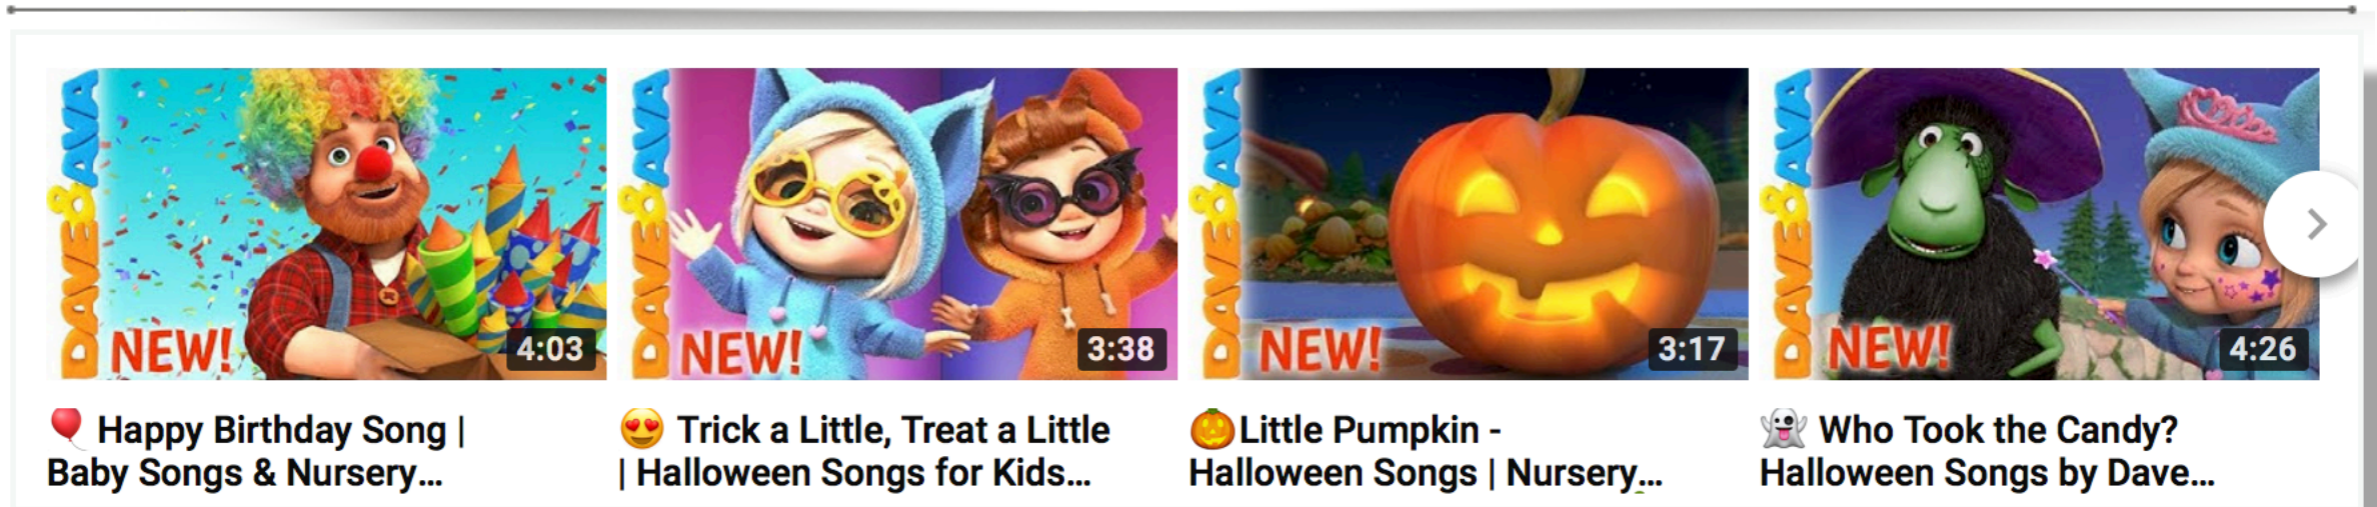 DAVE&AVA
NEW!
4:03
DAVE&AVA
NEW!
3:38
DAVE&AVA
NEW!
3:17
DAVE&AVA
NEW!
4:26
🎈 Happy Birthday Song |
Baby Songs & Nursery...
😍 Trick a Little, Treat a Little
| Halloween Songs for Kids...
🎃Little Pumpkin -
Halloween Songs | Nursery...
👻 Who Took the Candy?
Halloween Songs by Dave...